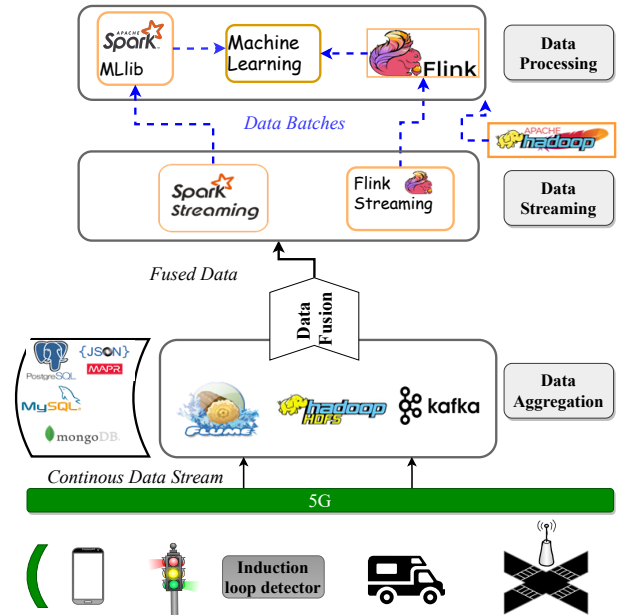 APACHE
Spark
MLlib
Machine
Learning
Flink
Data
Processing
Data Batches
APACHE
hadoop
Spark
Streaming
Flink
Streaming
Data
Streaming
Fused Data
Data
Fusion
PostgreSQL
{JSON}
MAPR
MySQL
mongoDB
FLUME
hadoop
HDFS
kafka
Data
Aggregation
Continous Data Stream
5G
Induction
loop detector